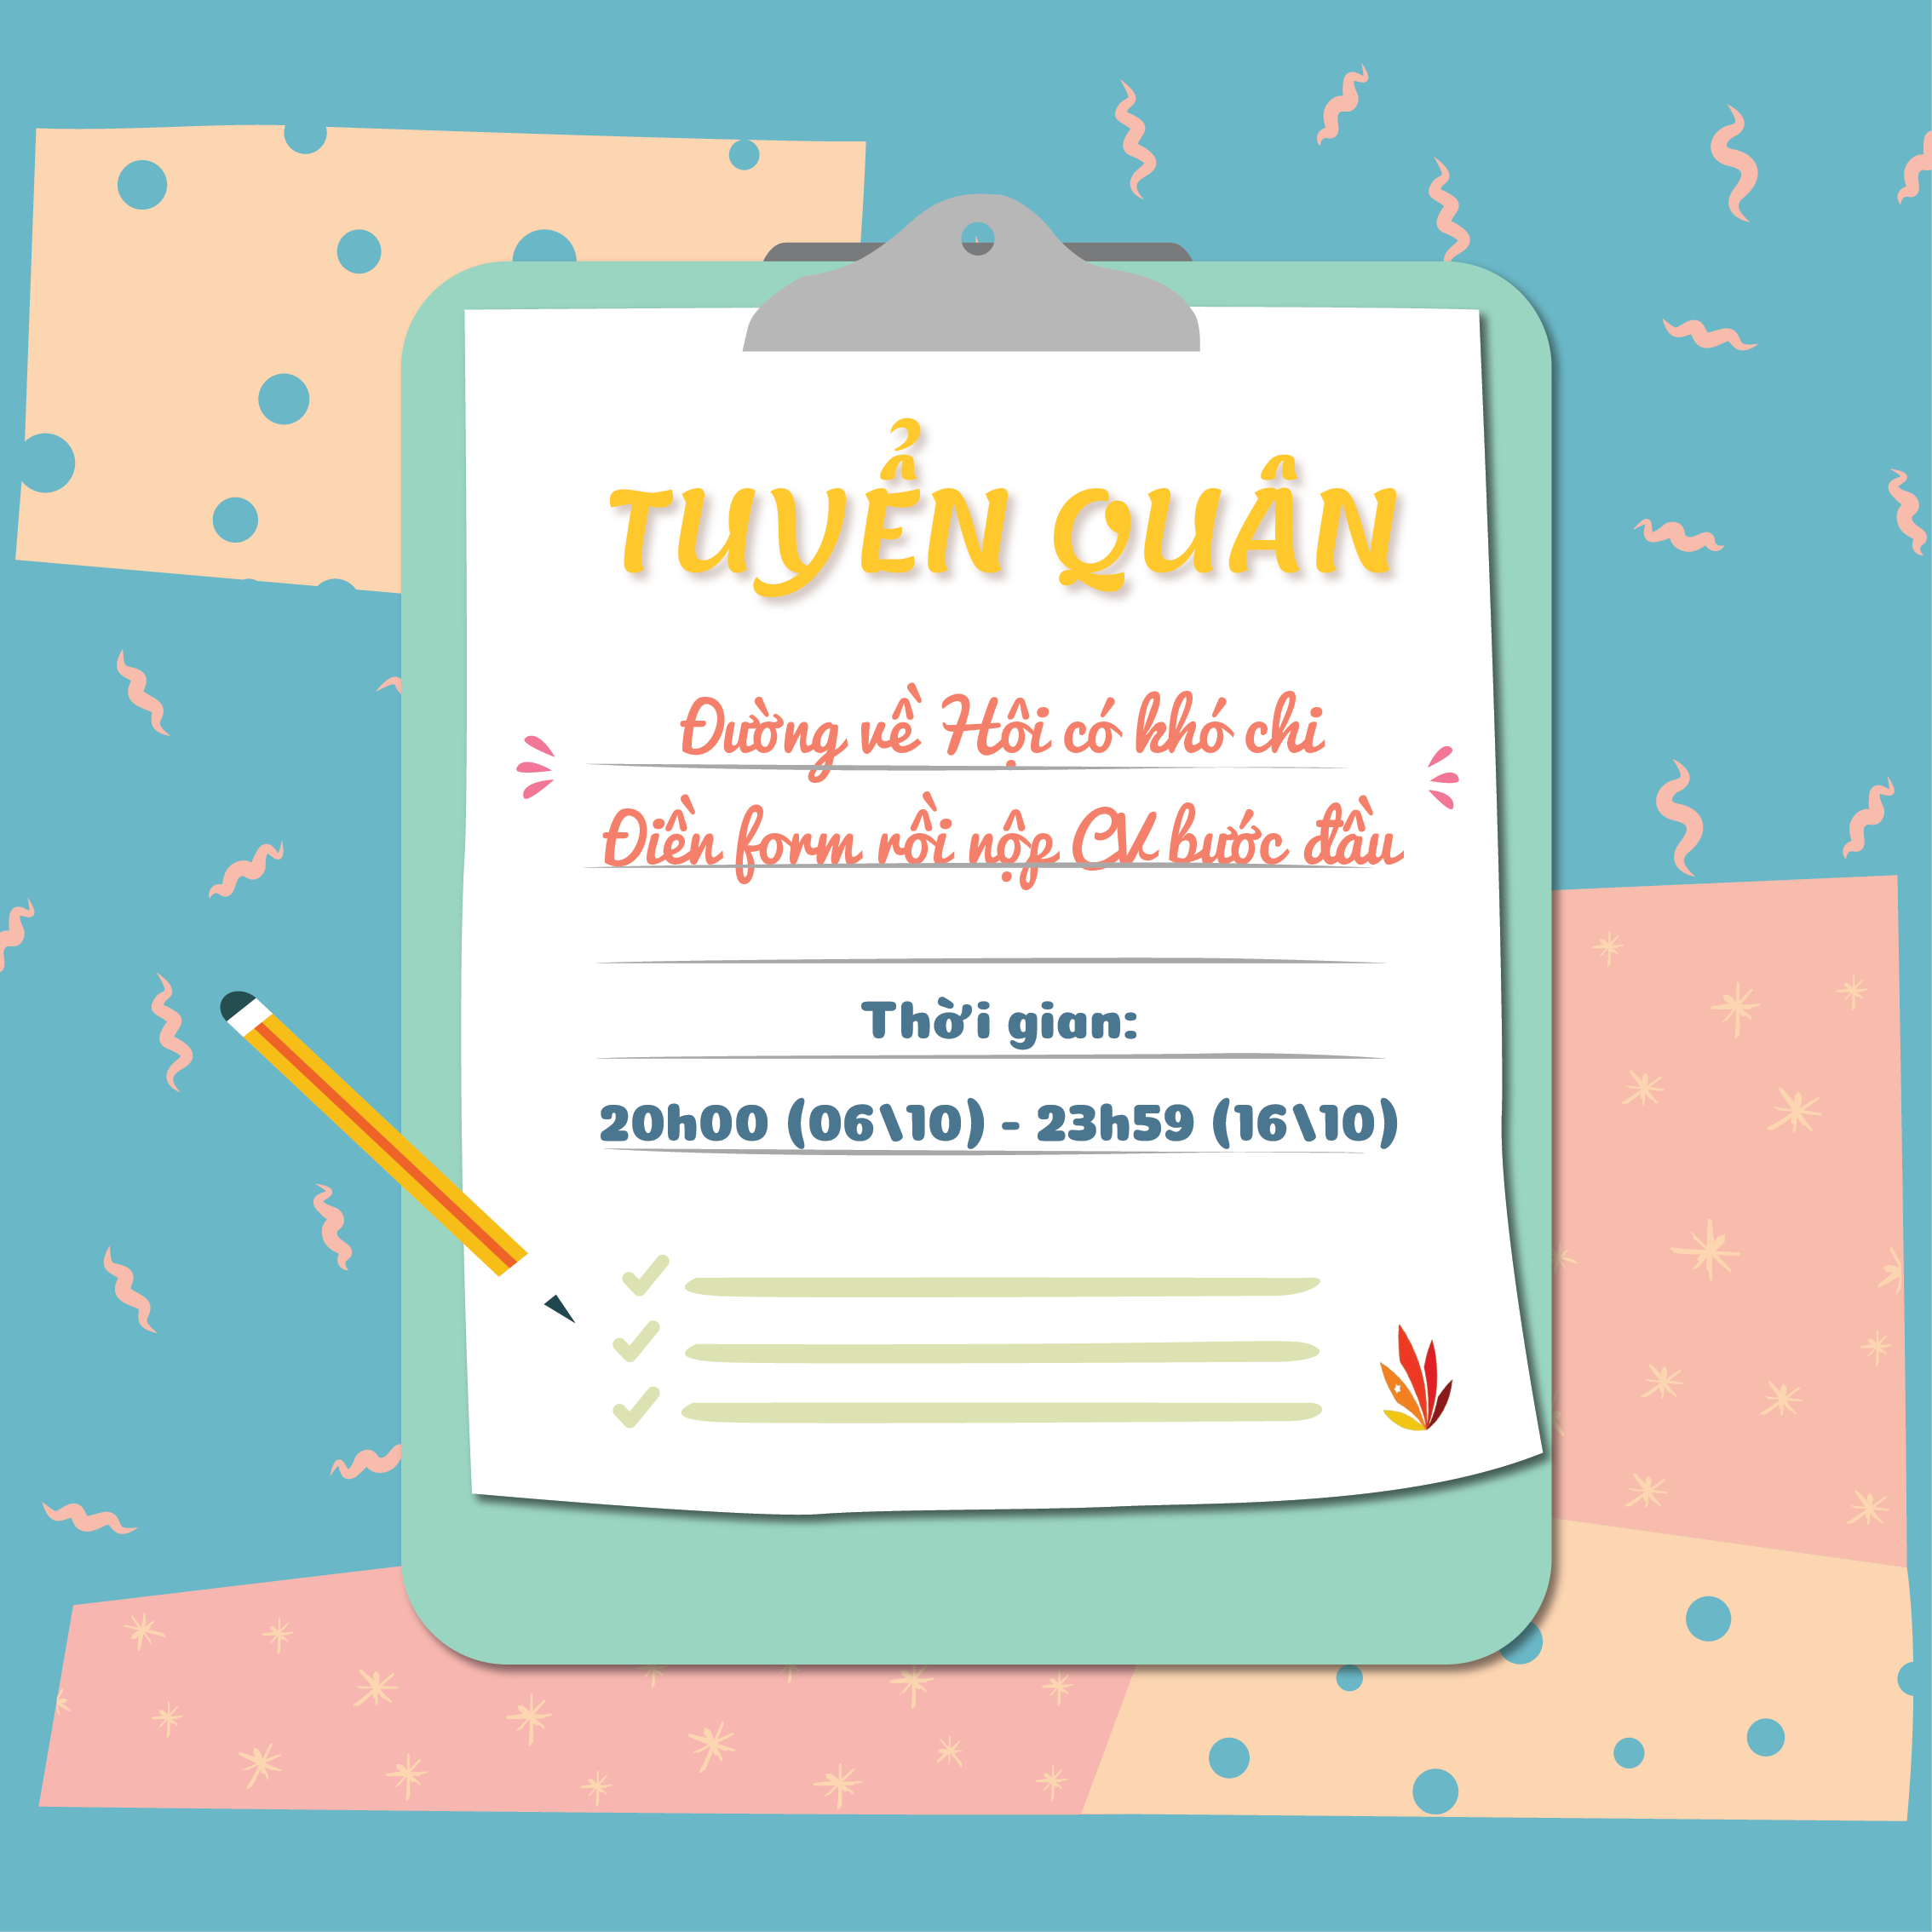 TUYỂN QUÂN
Đường về Hội có khó chi
Điền form rồi nộp OK bước đầu
Thời gian:
20h00 (06\10) - 23h59 (16\10)